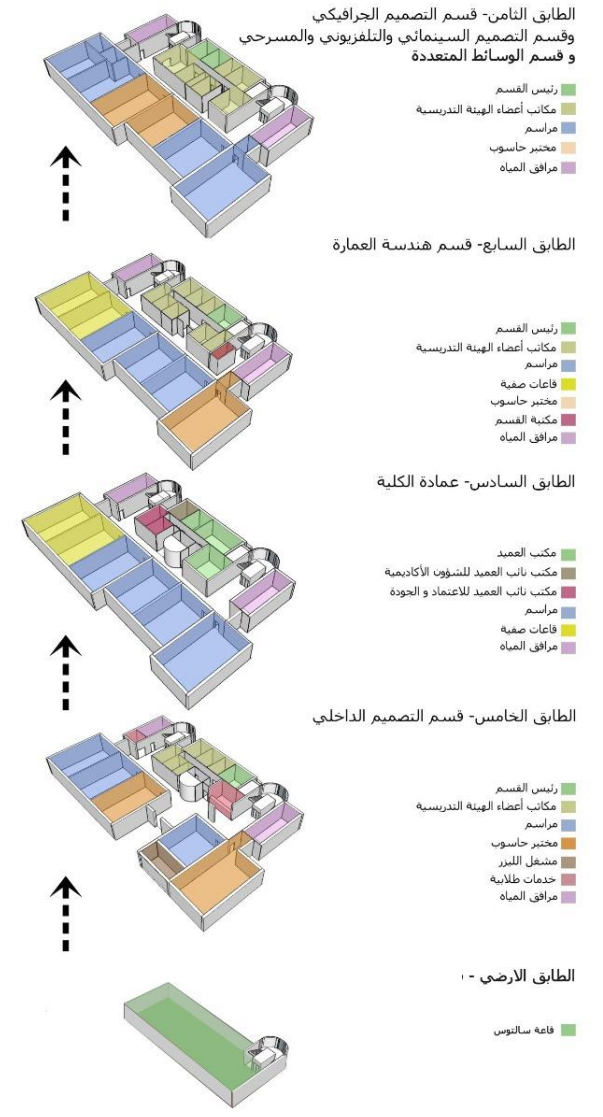 الطابق الثامن- قسم التصميم الجرافيكي
وقسم التصميم السينمائي والتلفزيوني والمسرحي
و قسم الوسائط المتعددة
رئيس القسم
مكاتب أعضاء الهيئة التدريسية
مراسم
مختبر حاسوب
مرافق المياه
الطابق السابع- قسم هندسة العمارة
رئيس القسم
مكاتب أعضاء الهيئة التدريسية
مراسم
قاعات صفية
مختبر حاسوب
مكتبة القسم
مرافق المياه
الطابق السادس- عمادة الكلية
مكتب العميد
مكتب نائب العميد للشؤون الأكاديمية
مكتب نائب العميد للاعتماد و الجودة
مراسم
قاعات صفية
مرافق المياه
الطابق الخامس- قسم التصميم الداخلي
رئيس القسم
مكاتب أعضاء الهيئة التدريسية
مراسم
مختبر حاسوب
مشغل الليزر
خدمات طلابية
مرافق المياه
الطابق الارضي -
قاعة سالتوس